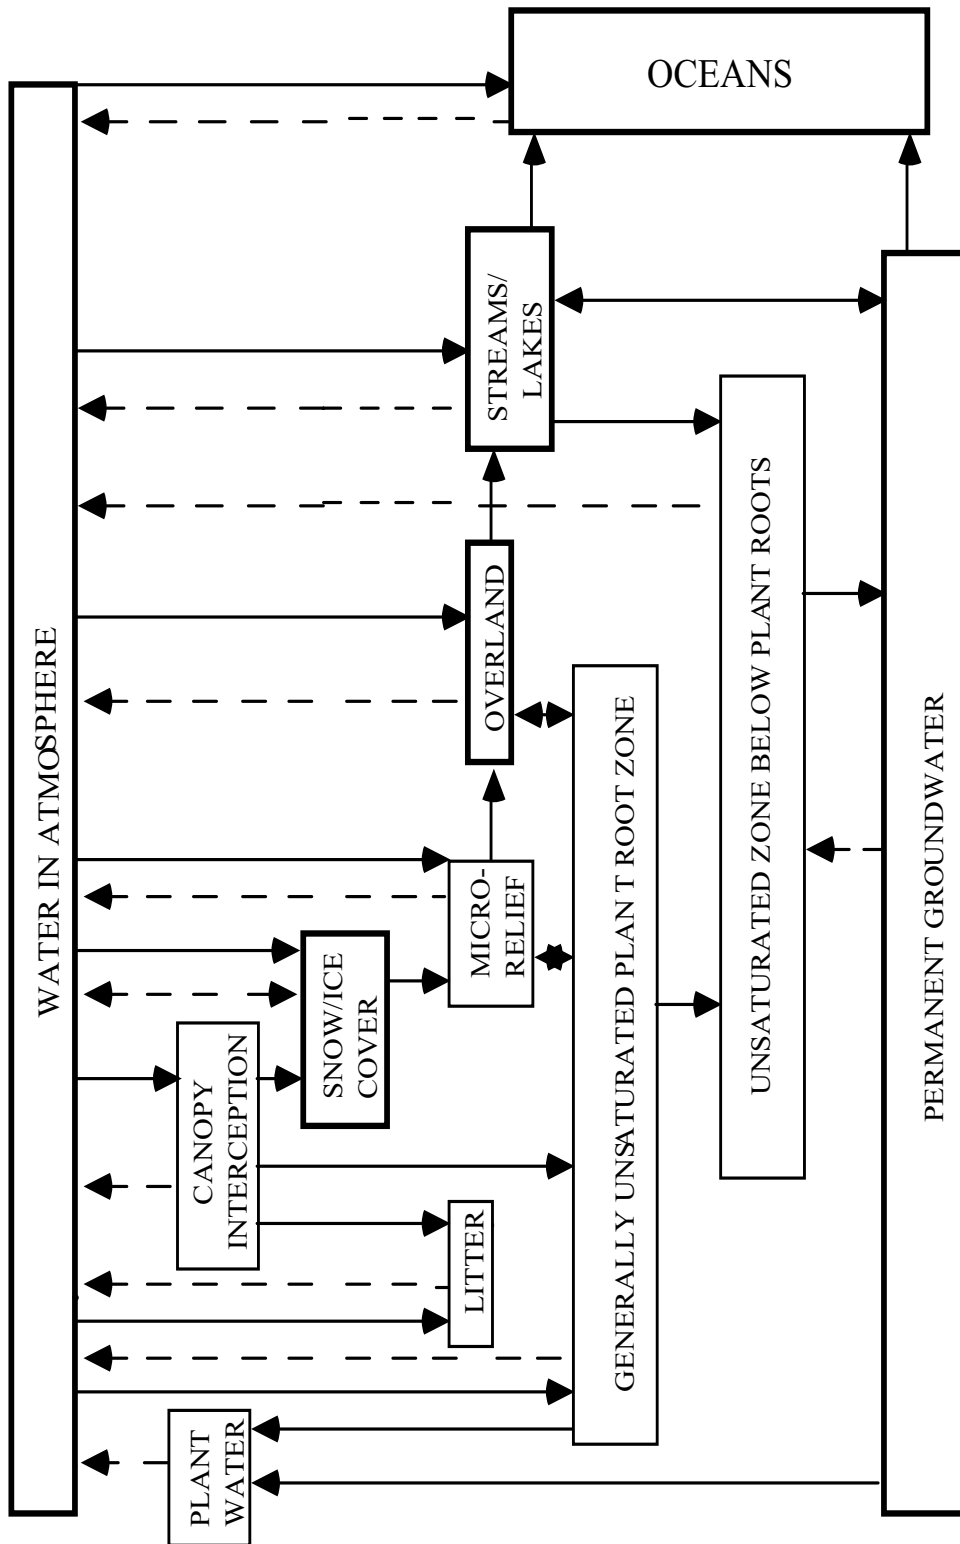 OCEANS
WATER IN ATMOSPHERE
STREAMS/
LAKES
OVERLAND
MICRO-
RELIEF
SNOW/ICE
COVER
CANOPY
INTERCEPTION
LITTER
PLANT
WATER
GENERALLY UNSATURATED PLANT ROOT ZONE
UNSATURATED ZONE BELOW PLANT ROOTS
PERMANENT GROUNDWATER